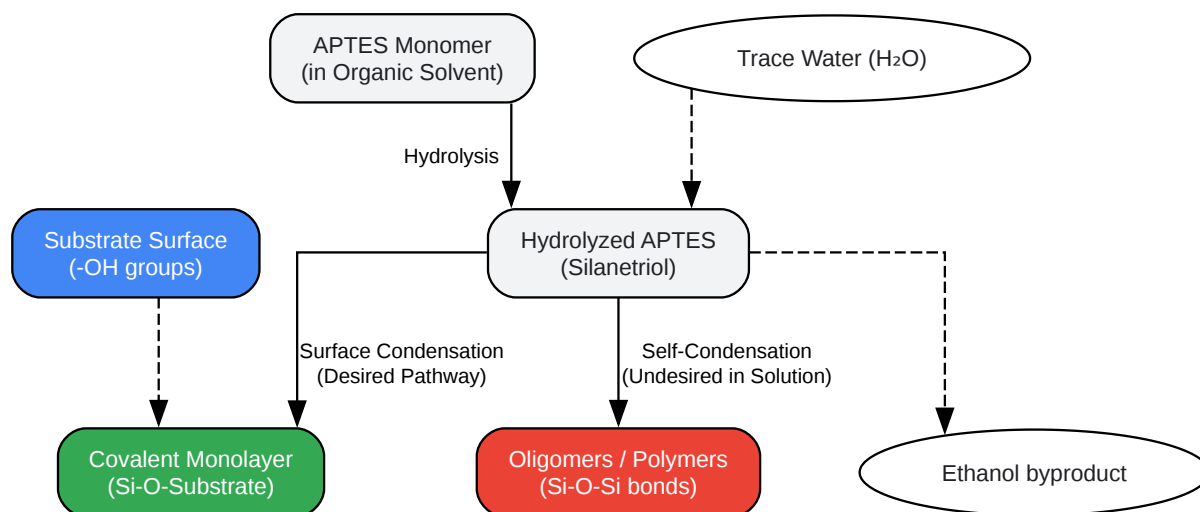 APTES Monomer
(in Organic Solvent)
Trace Water (H₂O)
Hydrolysis
Substrate Surface
(-OH groups)
Hydrolyzed APTES
(Silanetriol)
Surface Condensation
(Desired Pathway)
Self-Condensation
(Undesired in Solution)
Covalent Monolayer
(Si-O-Substrate)
Oligomers / Polymers
(Si-O-Si bonds)
Ethanol byproduct